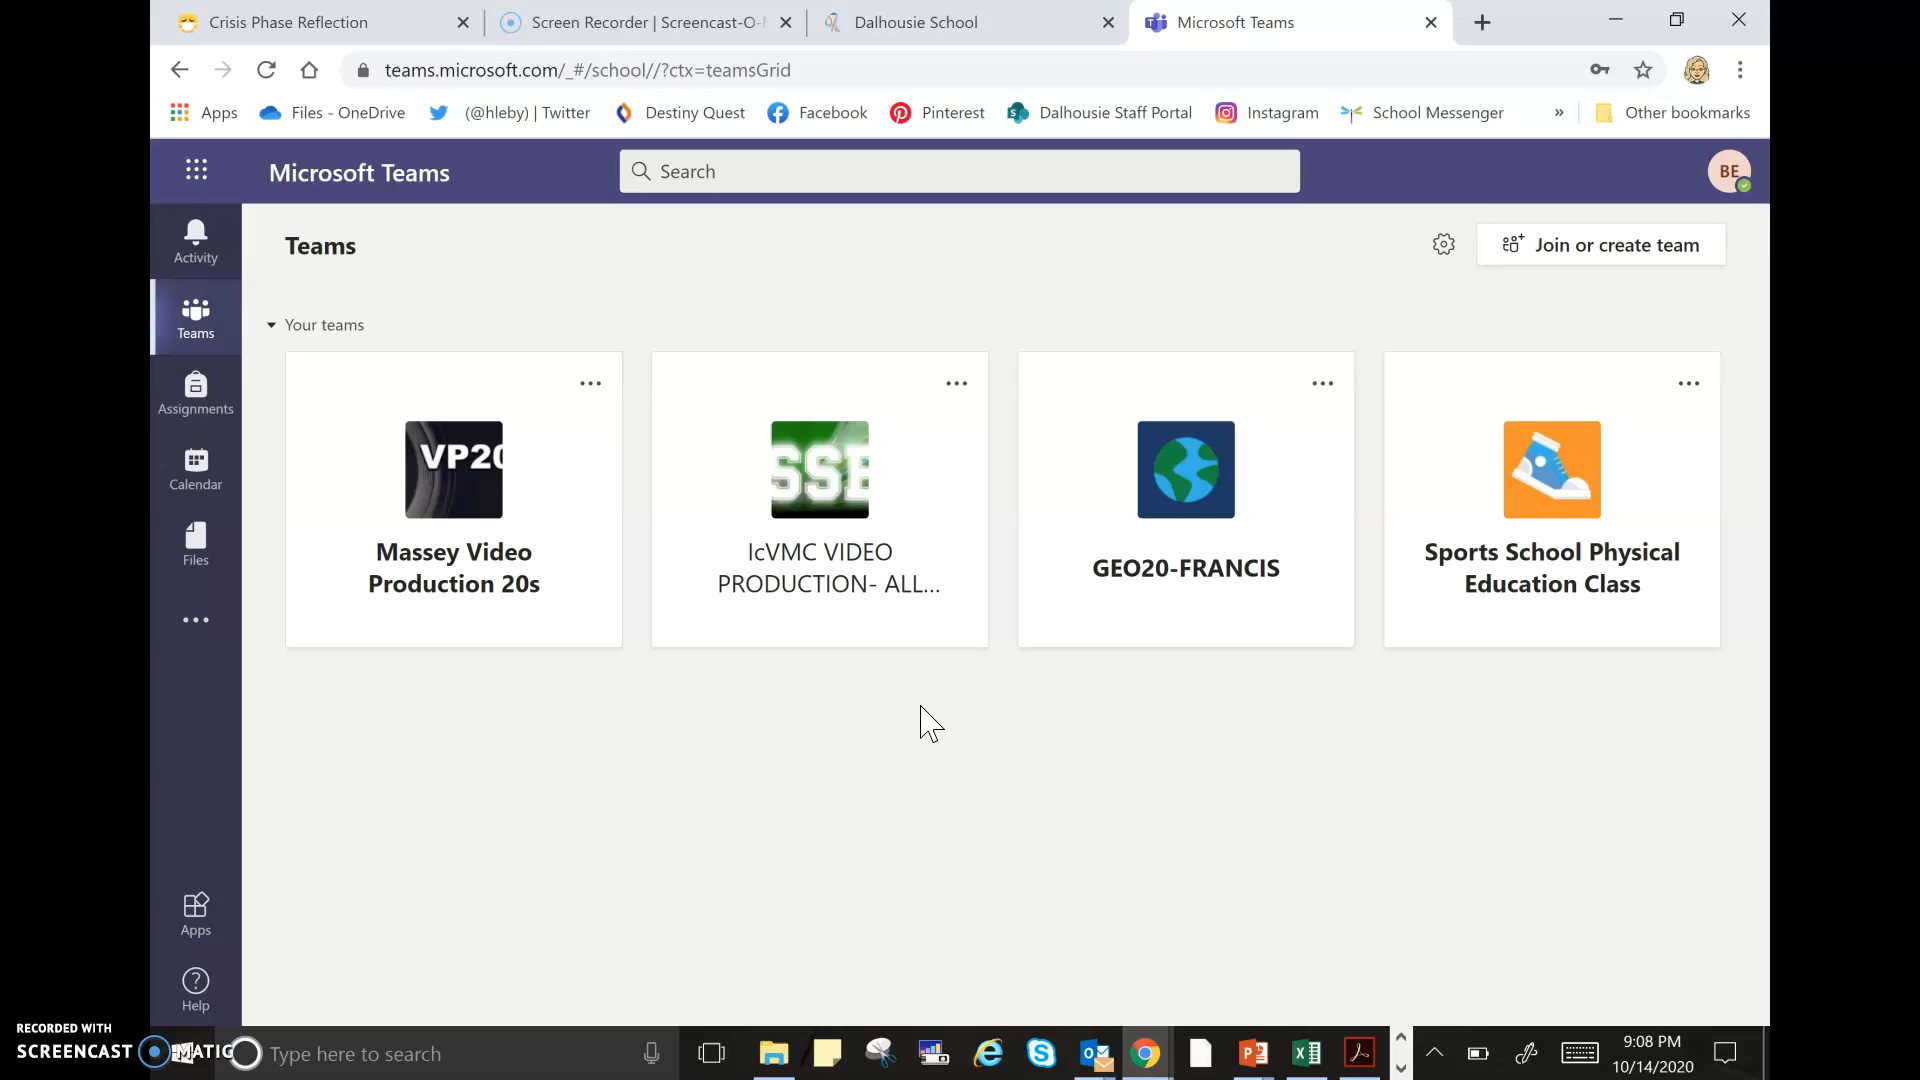 Crisis Phase Reflection
Screen Recorder | Screencast-O-
Dalhousie School
Microsoft Teams
teams.microsoft.com/_#/school//?ctx=teamsGrid
Apps
Files - OneDrive
(@hleby) | Twitter
Destiny Quest
Facebook
Pinterest
Dalhousie Staff Portal
Instagram
School Messenger
»
Other bookmarks
Microsoft Teams
Search
BE
Activity
Teams
Assignments
Calendar
Files
Apps
Help
Teams
Join or create team
Your teams
VP20
Massey Video
Production 20s
SSE
IcVMC VIDEO
PRODUCTION- ALL...
GEO20-FRANCIS
Sports School Physical
Education Class
RECORDED WITH
SCREENCAST MATIC
Type here to search
9:08 PM
10/14/2020